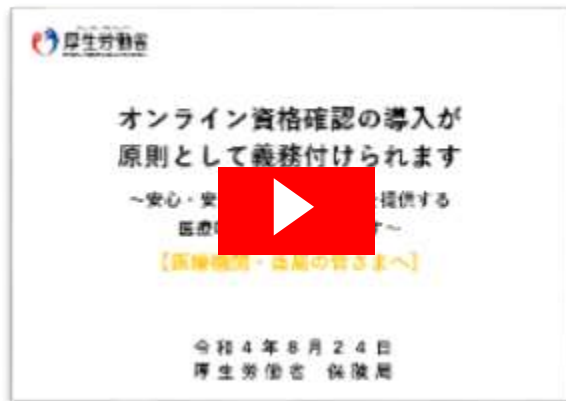 厚生労働省
オンライン資格確認の導入が
原則として義務付けられます
～安心・安 提供する
医療 す～
【医療機関・薬局の皆さまへ】
令和4年8月24日
厚生労働省 保険局